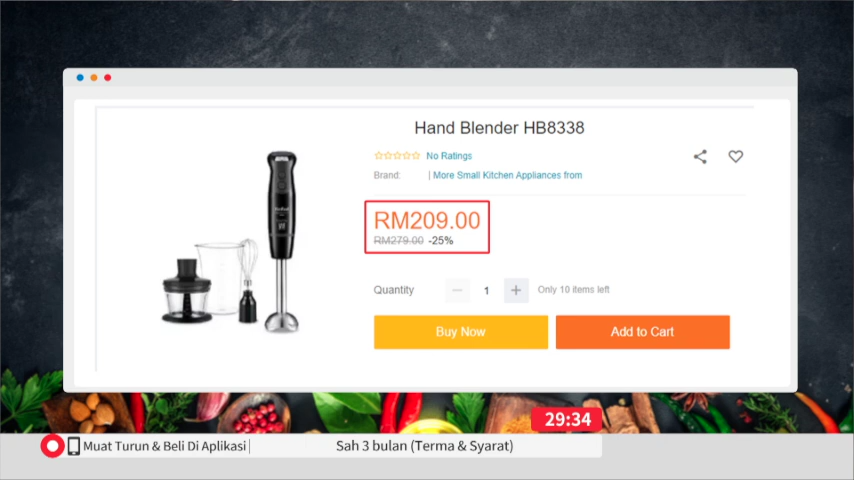 Hand Blender HB8338
No Ratings
Brand: | More Small Kitchen Appliances from
RM209.00
RM279.00 -25%
Quantity − 1 + Only 10 items left
Buy Now Add to Cart
29:34
Muat Turun & Beli Di Aplikasi | Sah 3 bulan (Terma & Syarat)